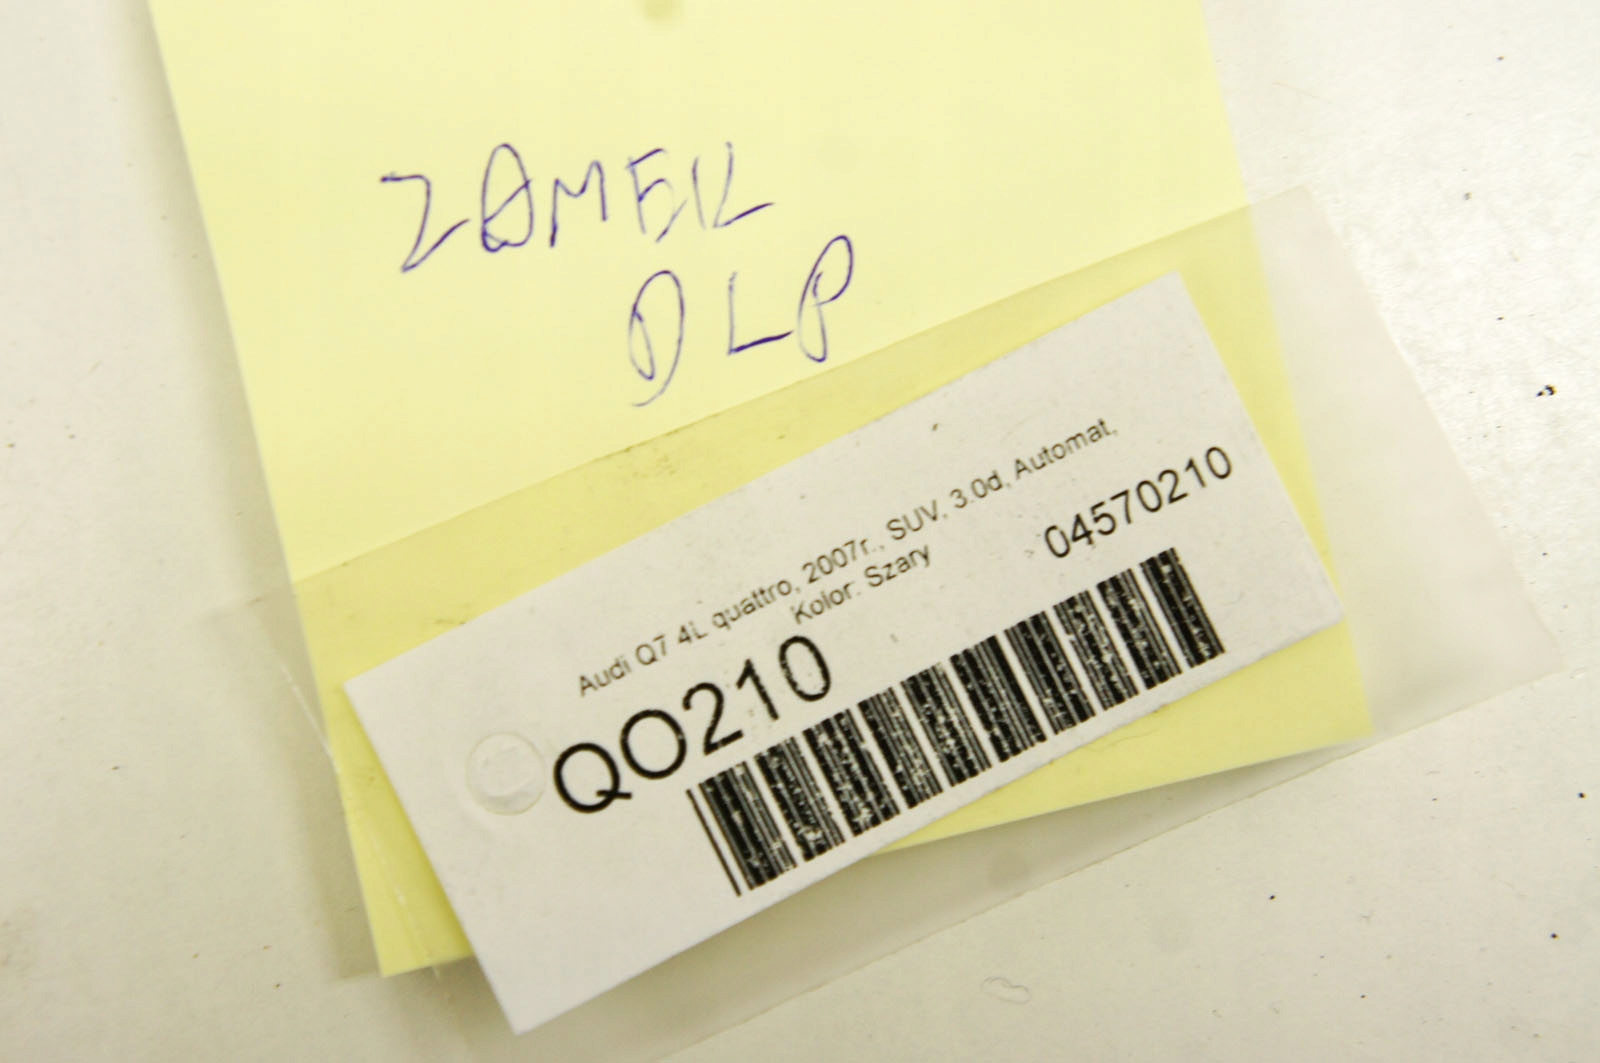 ZAMEK
DLP
Audi Q7 4L quattro, 2007r., SUV, 3.0d, Automat,
Kolor: Szary
04570210
QO210